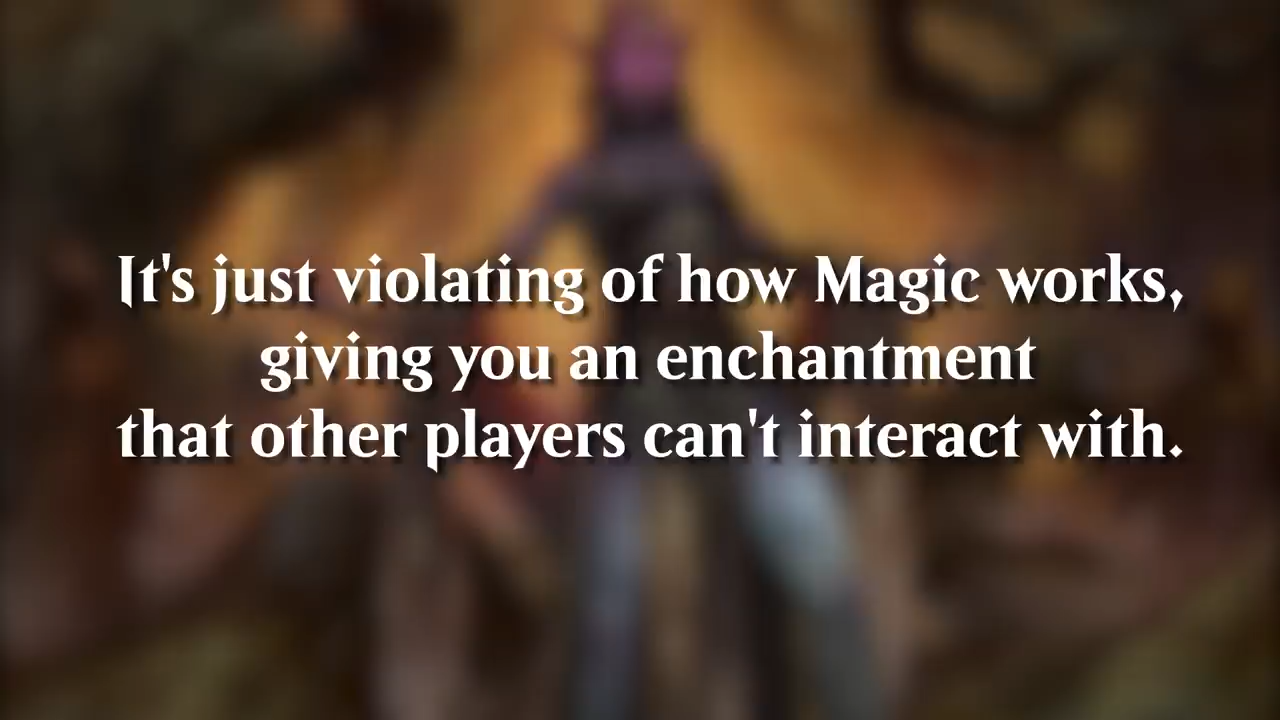 It's just violating of how Magic works,
giving you an enchantment
that other players can't interact with.